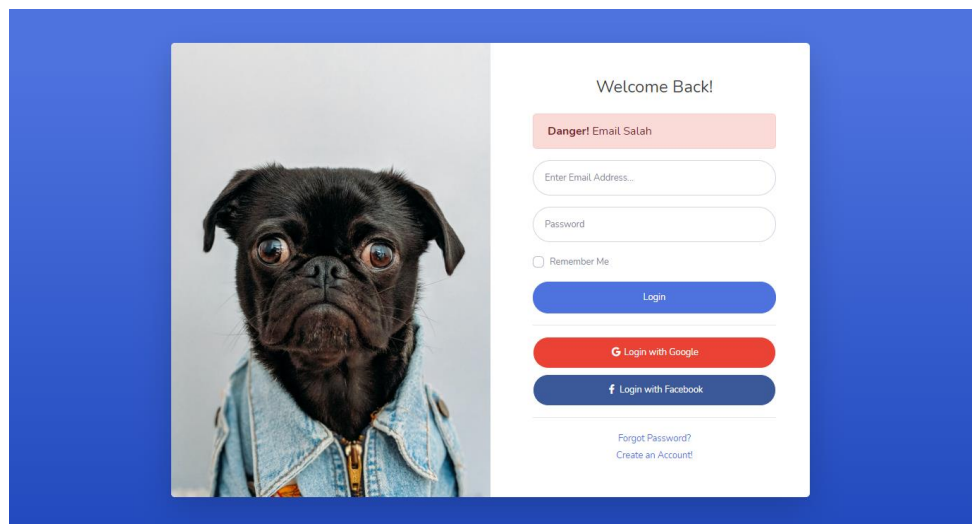 Welcome Back!
Danger! Email Salah
Enter Email Address...
Password
Remember Me
Login
Login with Google
Login with Facebook
Forgot Password?
Create an Account!